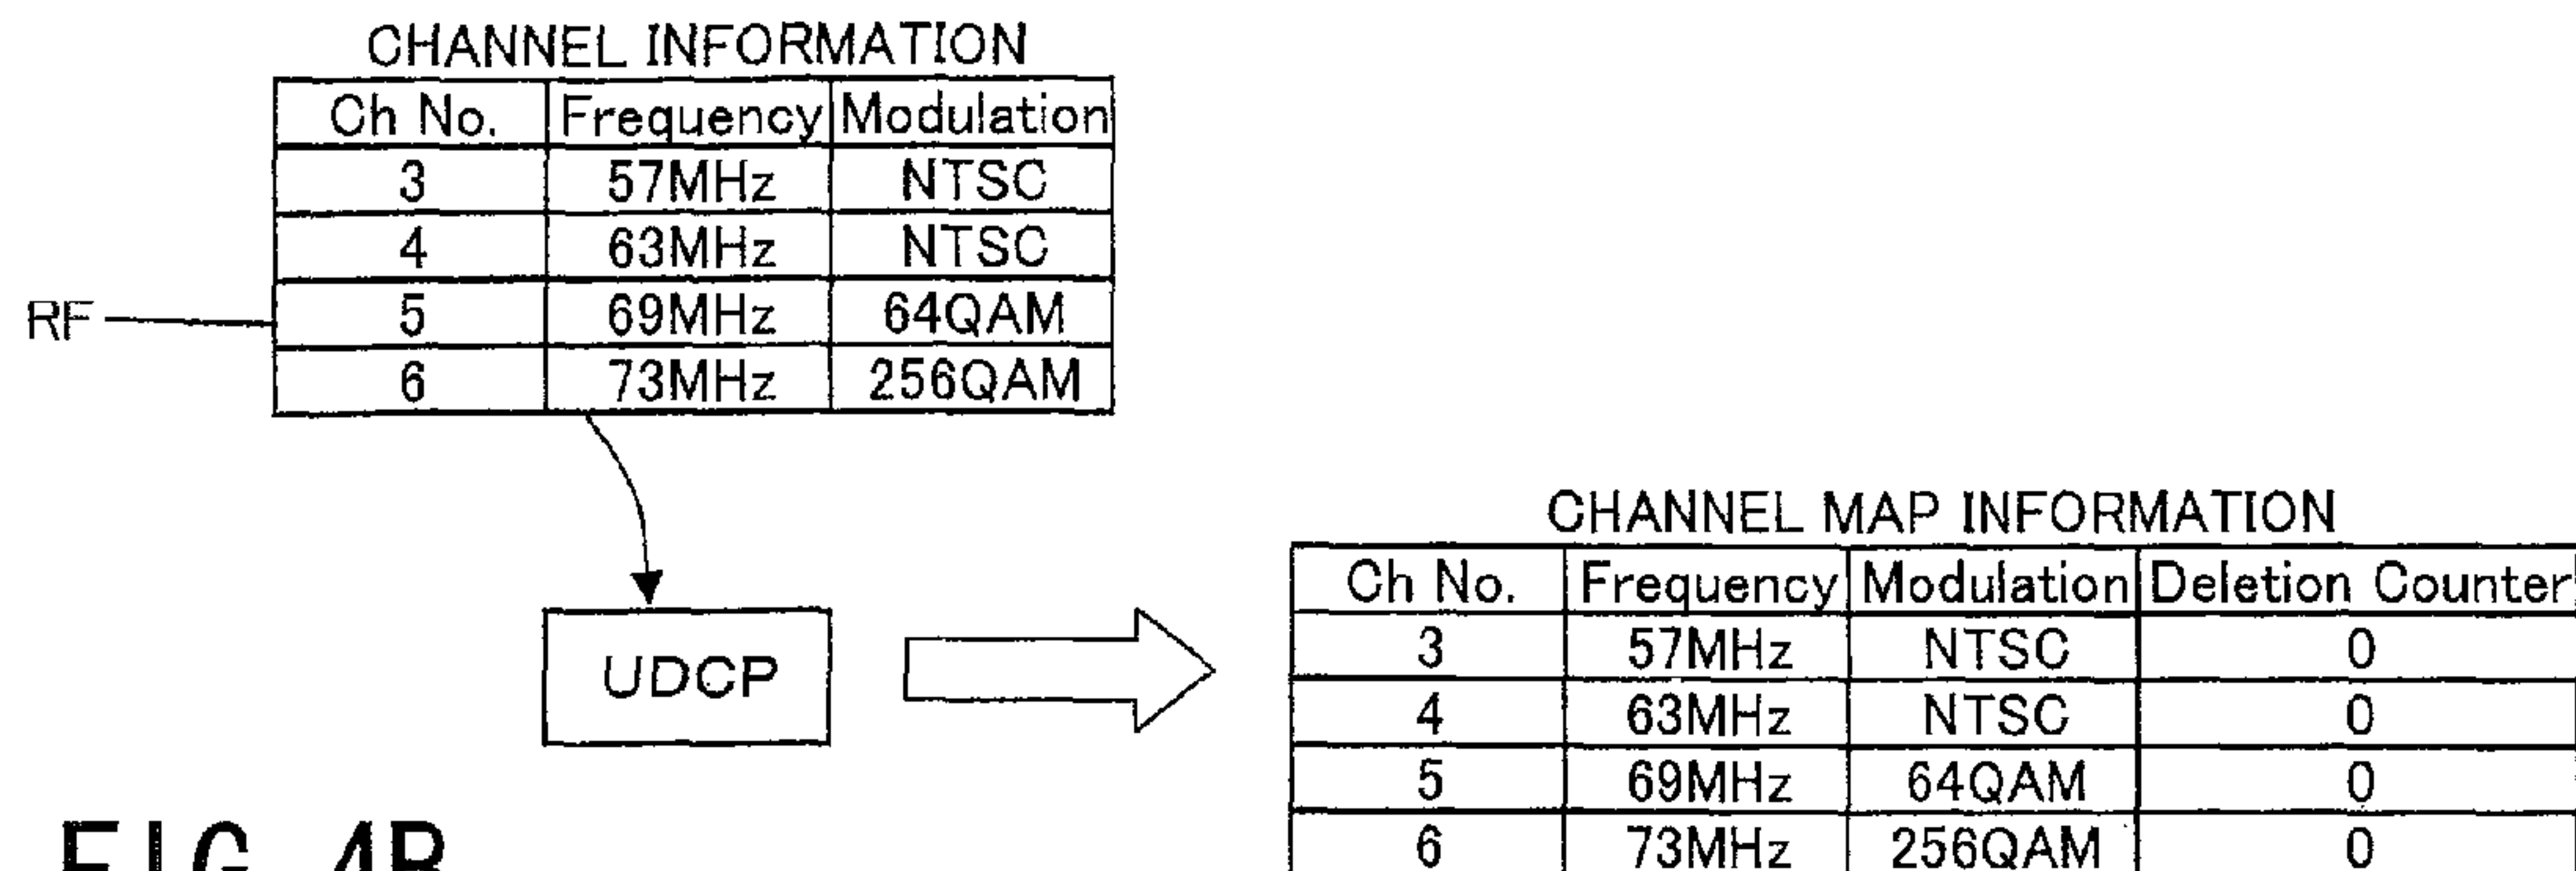 CHANNEL INFORMATION
Ch No. Frequency Modulation
3 57MHz NTSC
4 63MHz NTSC
RF
5 69MHz 64QAM
6 73MHz 256QAM
UDCP
CHANNEL MAP INFORMATION
Ch No. Frequency Modulation Deletion Counter
3 57MHz NTSC 0
4 63MHz NTSC 0
5 69MHz 64QAM 0
6 73MHz 256QAM 0
FIG. 4B